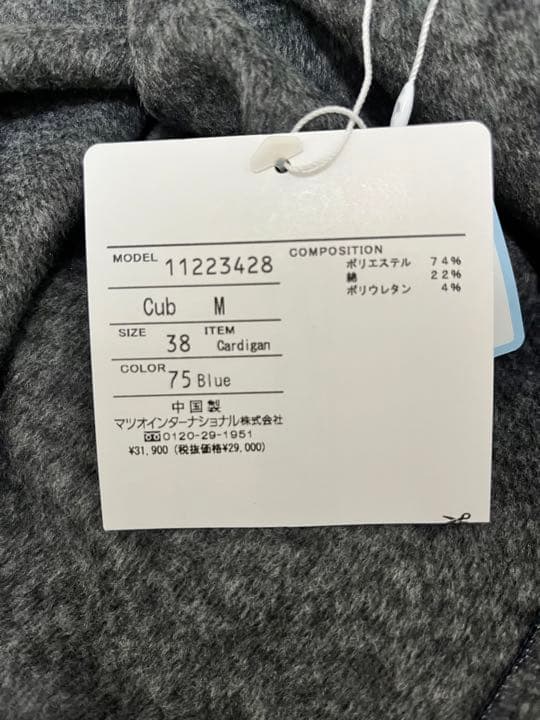 MODEL 11223428
Cub M
SIZE 38 ITEM Cardigan
COLOR 75 Blue
中国製
マツオインターナショナル株式会社
0120-29-1951
¥31,900 (税抜価格¥29,000)
COMPOSITION
ポリエステル 74%
綿 22%
ポリウレタン 4%